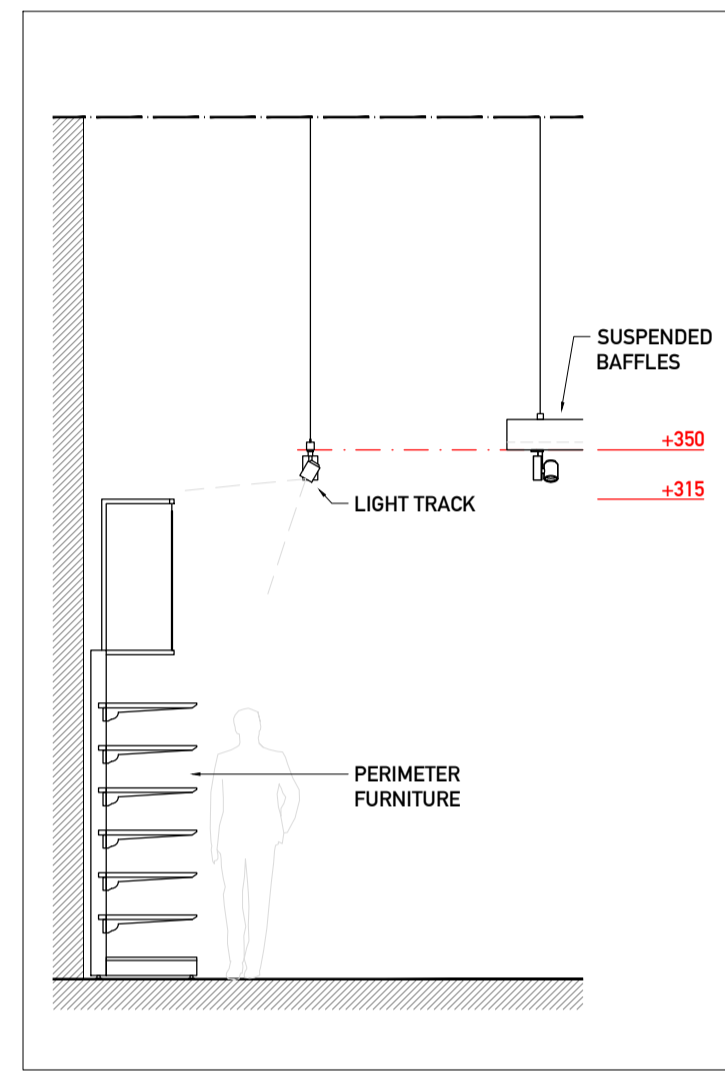 SUSPENDED
BAFFLES
+350
+315
LIGHT TRACK
PERIMETER
FURNITURE